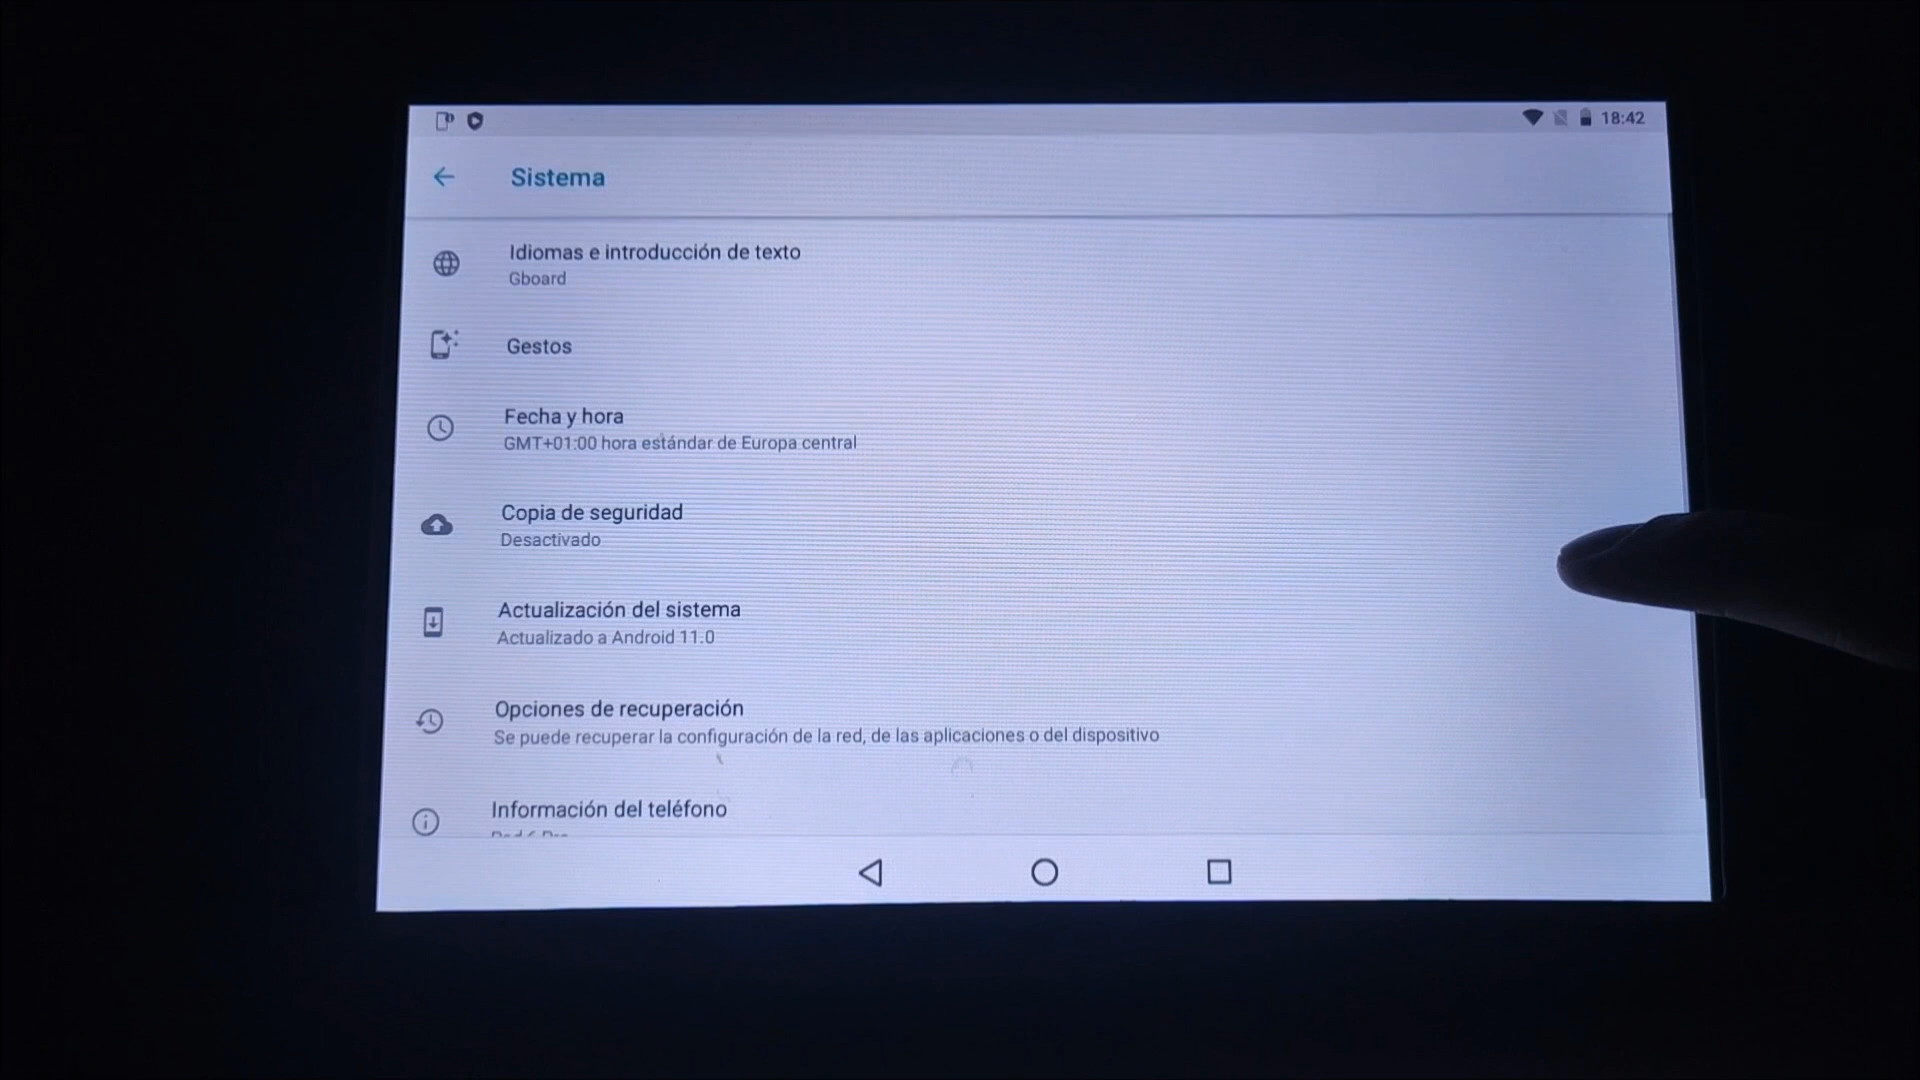 18:42
Sistema
Idiomas e introducción de texto
Gboard
Gestos
Fecha y hora
GMT+01:00 hora estándar de Europa central
Copia de seguridad
Desactivado
Actualización del sistema
Actualizado a Android 11.0
Opciones de recuperación
Se puede recuperar la configuración de la red, de las aplicaciones o del dispositivo
Información del teléfono